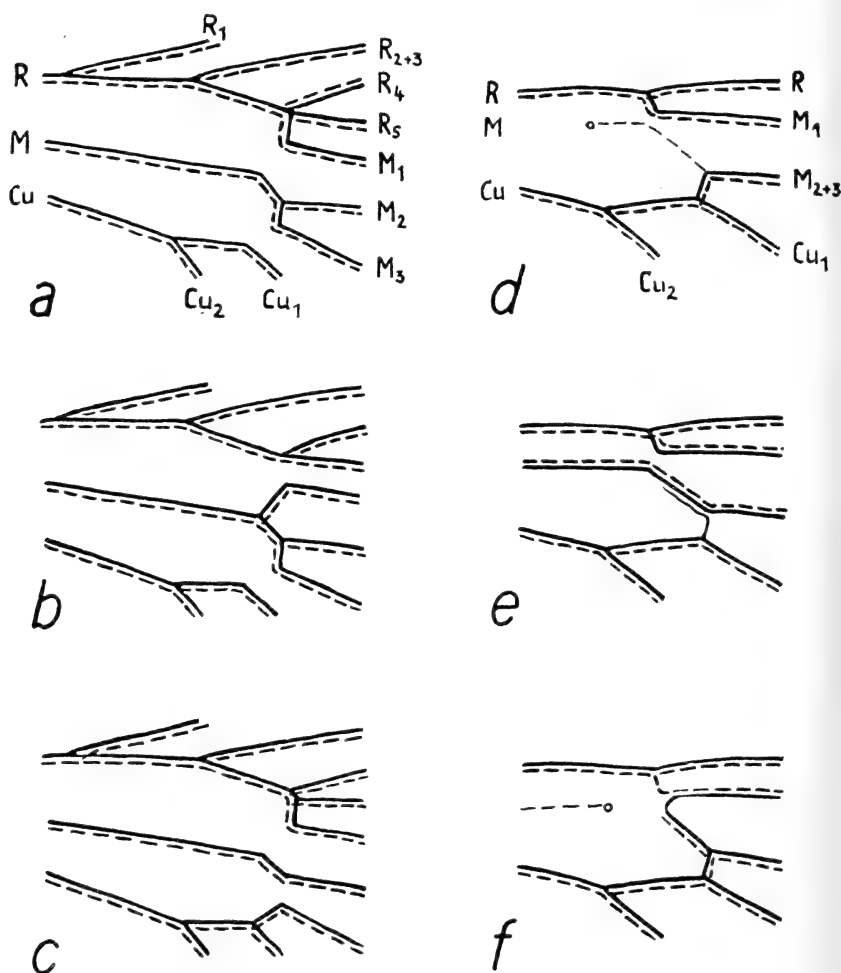 R₁
R R₂₊₃
R₄
R₅
M M₁
Cu M₂
M₃
Cu₂ Cu₁
a
R R
M M₁
M₂₊₃
Cu Cu₁
Cu₂
d
b
e
c
f